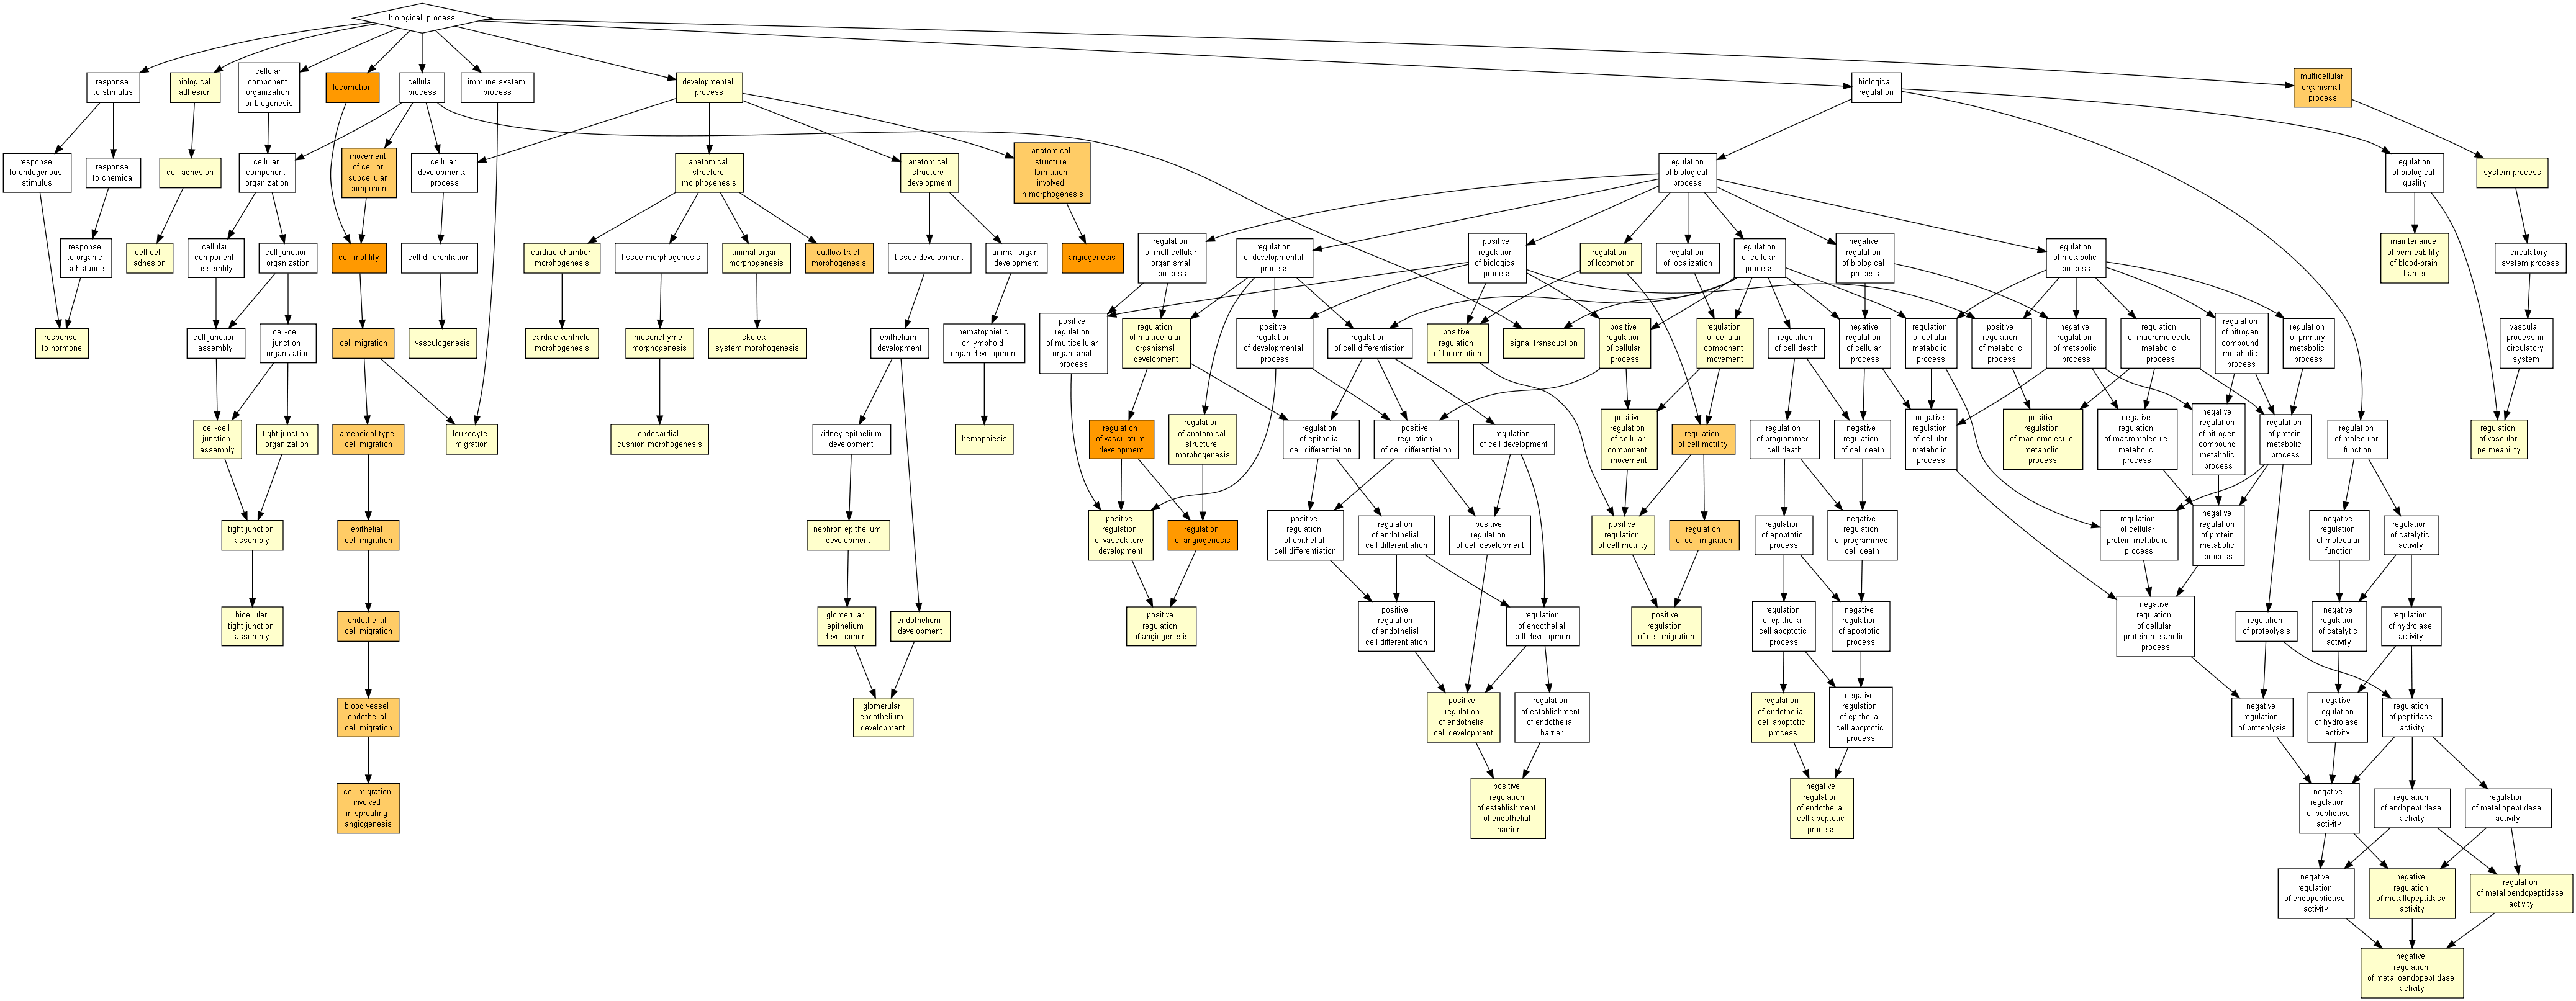 biological_process
response
to stimulus
biological
adhesion
cellular
component
organization
or biogenesis
locomotion
cellular
process
immune system
process
developmental
process
biological
regulation
multicellular
organismal
process
response
to endogenous
stimulus
response
to chemical
cell adhesion
cellular
component
organization
movement
of cell or
subcellular
component
cellular
developmental
process
anatomical
structure
morphogenesis
anatomical
structure
development
anatomical
structure
formation
involved
in morphogenesis
regulation
of biological
process
regulation
of biological
quality
system process
response
to organic
substance
cell-cell
adhesion
cellular
component
assembly
cell junction
organization
cell motility
cell differentiation
cardiac chamber
morphogenesis
tissue morphogenesis
animal organ
morphogenesis
outflow tract
morphogenesis
tissue development
animal organ
development
angiogenesis
regulation
of multicellular
organismal
process
regulation
of developmental
process
positive
regulation
of biological
process
regulation
of locomotion
regulation
of localization
regulation
of cellular
process
negative
regulation
of biological
process
regulation
of metabolic
process
maintenance
of permeability
of blood-brain
barrier
circulatory
system process
response
to hormone
cell junction
assembly
cell-cell
junction
organization
cell migration
vasculogenesis
cardiac ventricle
morphogenesis
mesenchyme
morphogenesis
skeletal
system morphogenesis
epithelium
development
hematopoietic
or lymphoid
organ development
positive
regulation
of multicellular
organismal
process
regulation
of multicellular
organismal
development
positive
regulation
of developmental
process
regulation
of cell differentiation
positive
regulation
of locomotion
signal transduction
positive
regulation
of cellular
process
regulation
of cellular
component
movement
regulation
of cell death
negative
regulation
of cellular
process
regulation
of cellular
metabolic
process
positive
regulation
of metabolic
process
negative
regulation
of metabolic
process
regulation
of macromolecule
metabolic
process
regulation
of nitrogen
compound
metabolic
process
regulation
of primary
metabolic
process
vascular
process in
circulatory
system
cell-cell
junction
assembly
tight junction
organization
ameboidal-type
cell migration
leukocyte
migration
endocardial
cushion morphogenesis
kidney epithelium
development
hemopoiesis
regulation
of vasculature
development
regulation
of anatomical
structure
morphogenesis
regulation
of epithelial
cell differentiation
positive
regulation
of cell differentiation
regulation
of cell development
positive
regulation
of cellular
component
movement
regulation
of cell motility
regulation
of programmed
cell death
negative
regulation
of cell death
negative
regulation
of cellular
metabolic
process
positive
regulation
of macromolecule
metabolic
process
negative
regulation
of macromolecule
metabolic
process
negative
regulation
of nitrogen
compound
metabolic
process
regulation
of protein
metabolic
process
regulation
of molecular
function
regulation
of vascular
permeability
tight junction
assembly
epithelial
cell migration
nephron epithelium
development
positive
regulation
of vasculature
development
regulation
of angiogenesis
positive
regulation
of epithelial
cell differentiation
regulation
of endothelial
cell differentiation
positive
regulation
of cell development
positive
regulation
of cell motility
regulation
of cell migration
regulation
of apoptotic
process
negative
regulation
of programmed
cell death
regulation
of cellular
protein metabolic
process
negative
regulation
of protein
metabolic
process
negative
regulation
of molecular
function
regulation
of catalytic
activity
bicellular
tight junction
assembly
endothelial
cell migration
glomerular
epithelium
development
endothelium
development
positive
regulation
of angiogenesis
positive
regulation
of endothelial
cell differentiation
regulation
of endothelial
cell development
positive
regulation
of cell migration
regulation
of epithelial
cell apoptotic
process
negative
regulation
of apoptotic
process
negative
regulation
of cellular
protein metabolic
process
regulation
of proteolysis
negative
regulation
of catalytic
activity
regulation
of hydrolase
activity
blood vessel
endothelial
cell migration
glomerular
endothelium
development
positive
regulation
of endothelial
cell development
regulation
of establishment
of endothelial
barrier
regulation
of endothelial
cell apoptotic
process
negative
regulation
of epithelial
cell apoptotic
process
negative
regulation
of proteolysis
negative
regulation
of hydrolase
activity
regulation
of peptidase
activity
cell migration
involved
in sprouting
angiogenesis
positive
regulation
of establishment
of endothelial
barrier
negative
regulation
of endothelial
cell apoptotic
process
negative
regulation
of peptidase
activity
regulation
of endopeptidase
activity
regulation
of metallopeptidase
activity
negative
regulation
of endopeptidase
activity
negative
regulation
of metallopeptidase
activity
regulation
of metalloendopeptidase
activity
negative
regulation
of metalloendopeptidase
activity